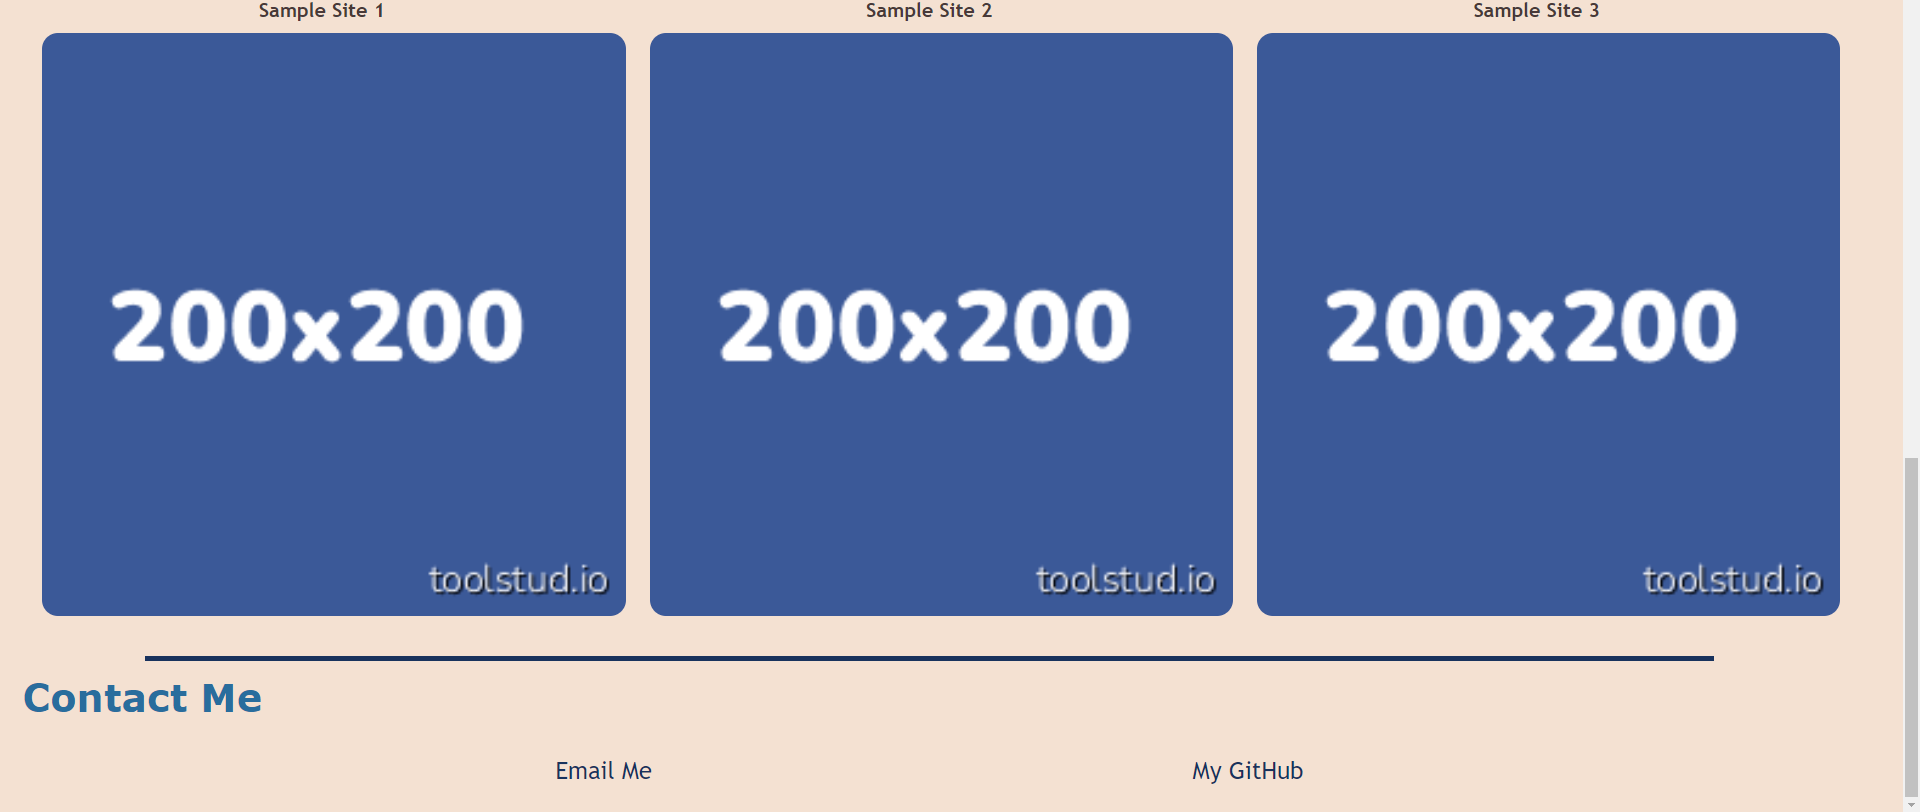 Sample Site 1 Sample Site 2 Sample Site 3
200x200 200x200 200x200
toolstud.io toolstud.io toolstud.io
Contact Me
Email Me My GitHub